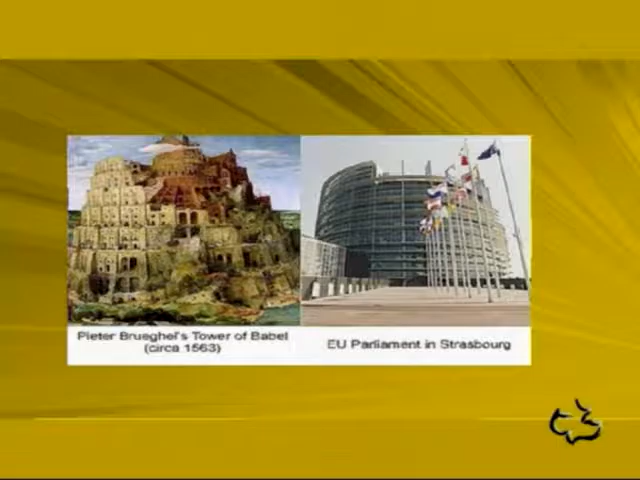 Pieter Brueghel's Tower of Babel
(circa 1563)
EU Parliament in Strasbourg